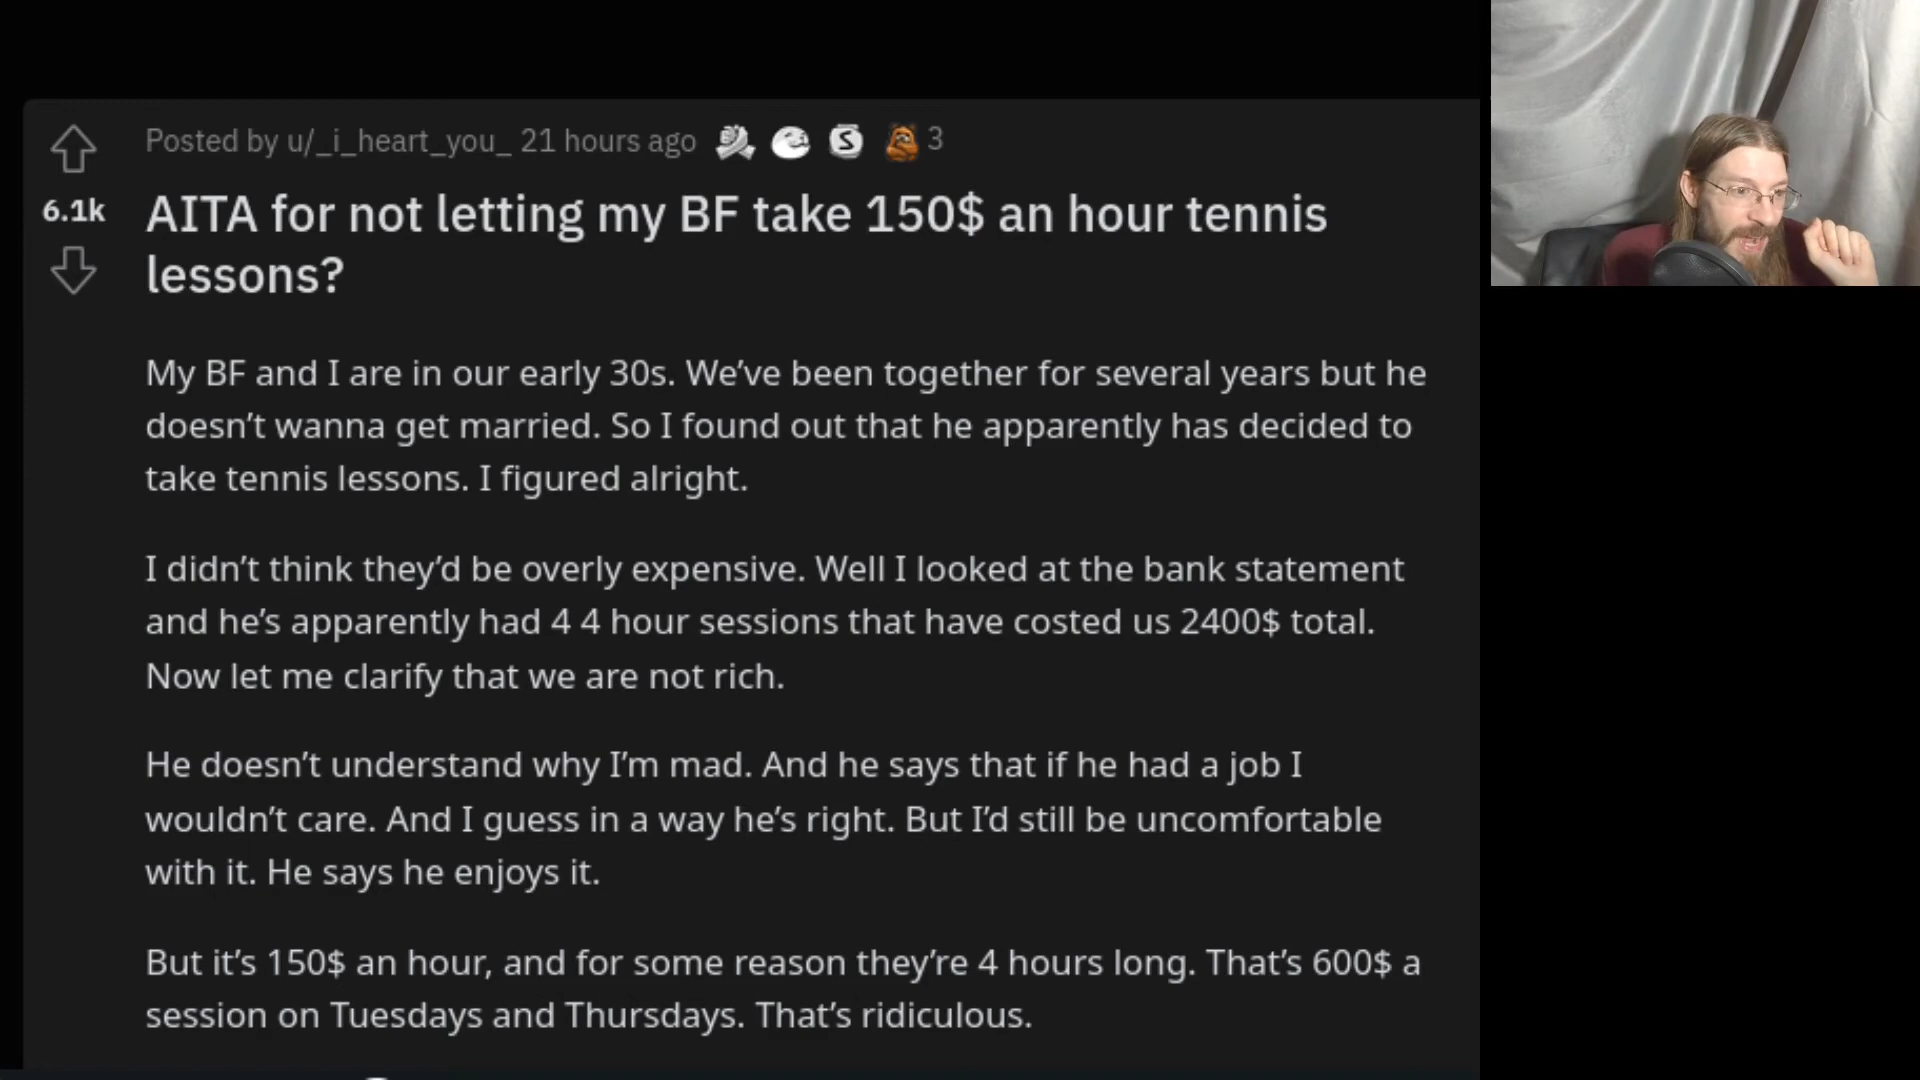 Posted by u/_i_heart_you_ 21 hours ago 3
6.1k
AITA for not letting my BF take 150$ an hour tennis
lessons?
My BF and I are in our early 30s. We’ve been together for several years but he
doesn’t wanna get married. So I found out that he apparently has decided to
take tennis lessons. I figured alright.
I didn’t think they’d be overly expensive. Well I looked at the bank statement
and he’s apparently had 4 4 hour sessions that have costed us 2400$ total.
Now let me clarify that we are not rich.
He doesn’t understand why I’m mad. And he says that if he had a job I
wouldn’t care. And I guess in a way he’s right. But I’d still be uncomfortable
with it. He says he enjoys it.
But it’s 150$ an hour, and for some reason they’re 4 hours long. That’s 600$ a
session on Tuesdays and Thursdays. That’s ridiculous.